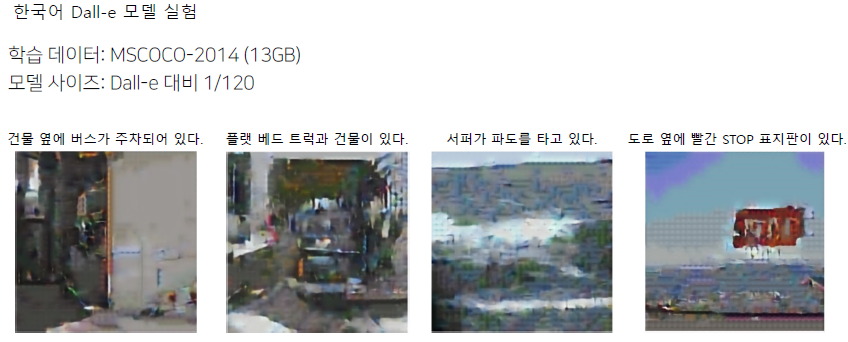 한국어 Dall-e 모델 실험
학습 데이터: MSCOCO-2014 (13GB)
모델 사이즈: Dall-e 대비 1/120
건물 옆에 버스가 주차되어 있다.
플랫 베드 트럭과 건물이 있다.
서퍼가 파도를 타고 있다.
도로 옆에 빨간 STOP 표지판이 있다.